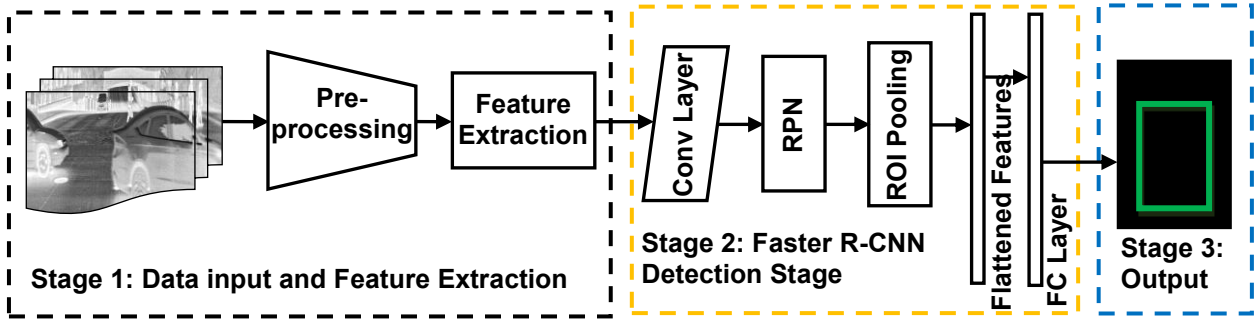 Pre-
processing
Feature
Extraction
Stage 1: Data input and Feature Extraction
Conv Layer
RPN
ROI Pooling
Flattened Features
FC Layer
Stage 2: Faster R-CNN
Detection Stage
Stage 3:
Output